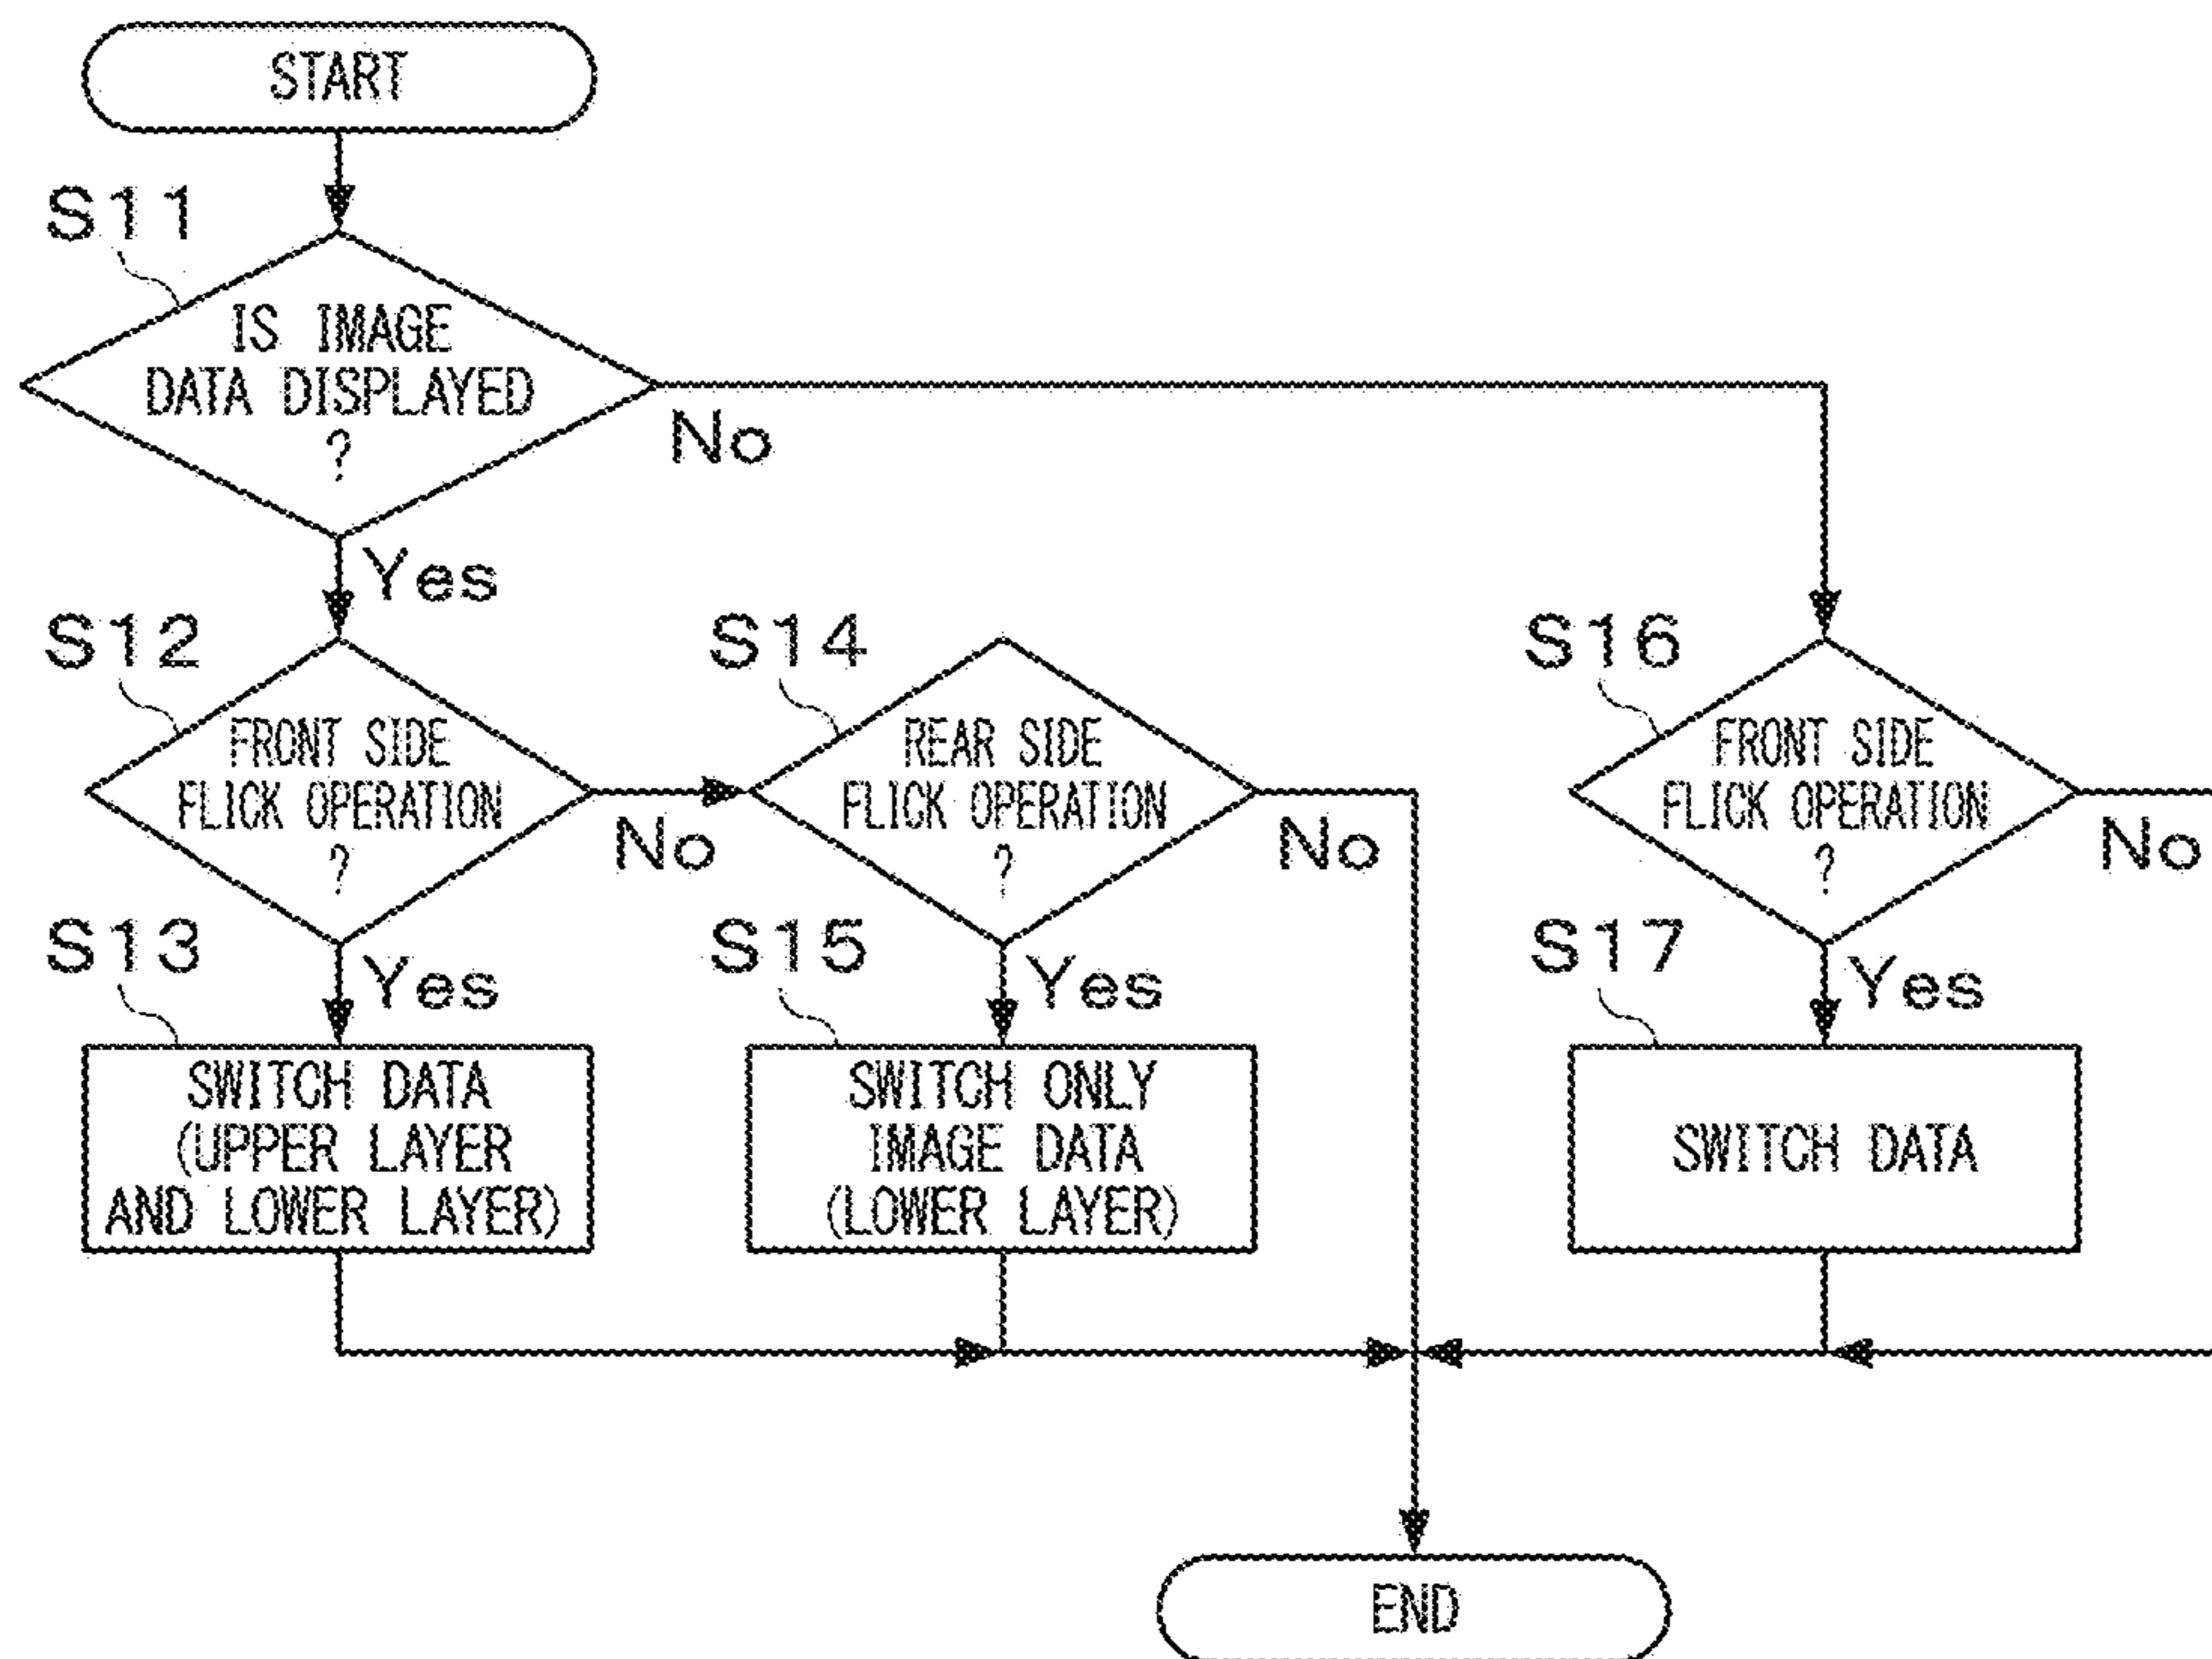 START
S11
IS IMAGE
DATA DISPLAYED
?
No
Yes
S12
FRONT SIDE
FLICK OPERATION
?
No
Yes
S14
REAR SIDE
FLICK OPERATION
?
No
Yes
S16
FRONT SIDE
FLICK OPERATION
?
No
Yes
S13
SWITCH DATA
(UPPER LAYER
AND LOWER LAYER)
S15
SWITCH ONLY
IMAGE DATA
(LOWER LAYER)
S17
SWITCH DATA
END